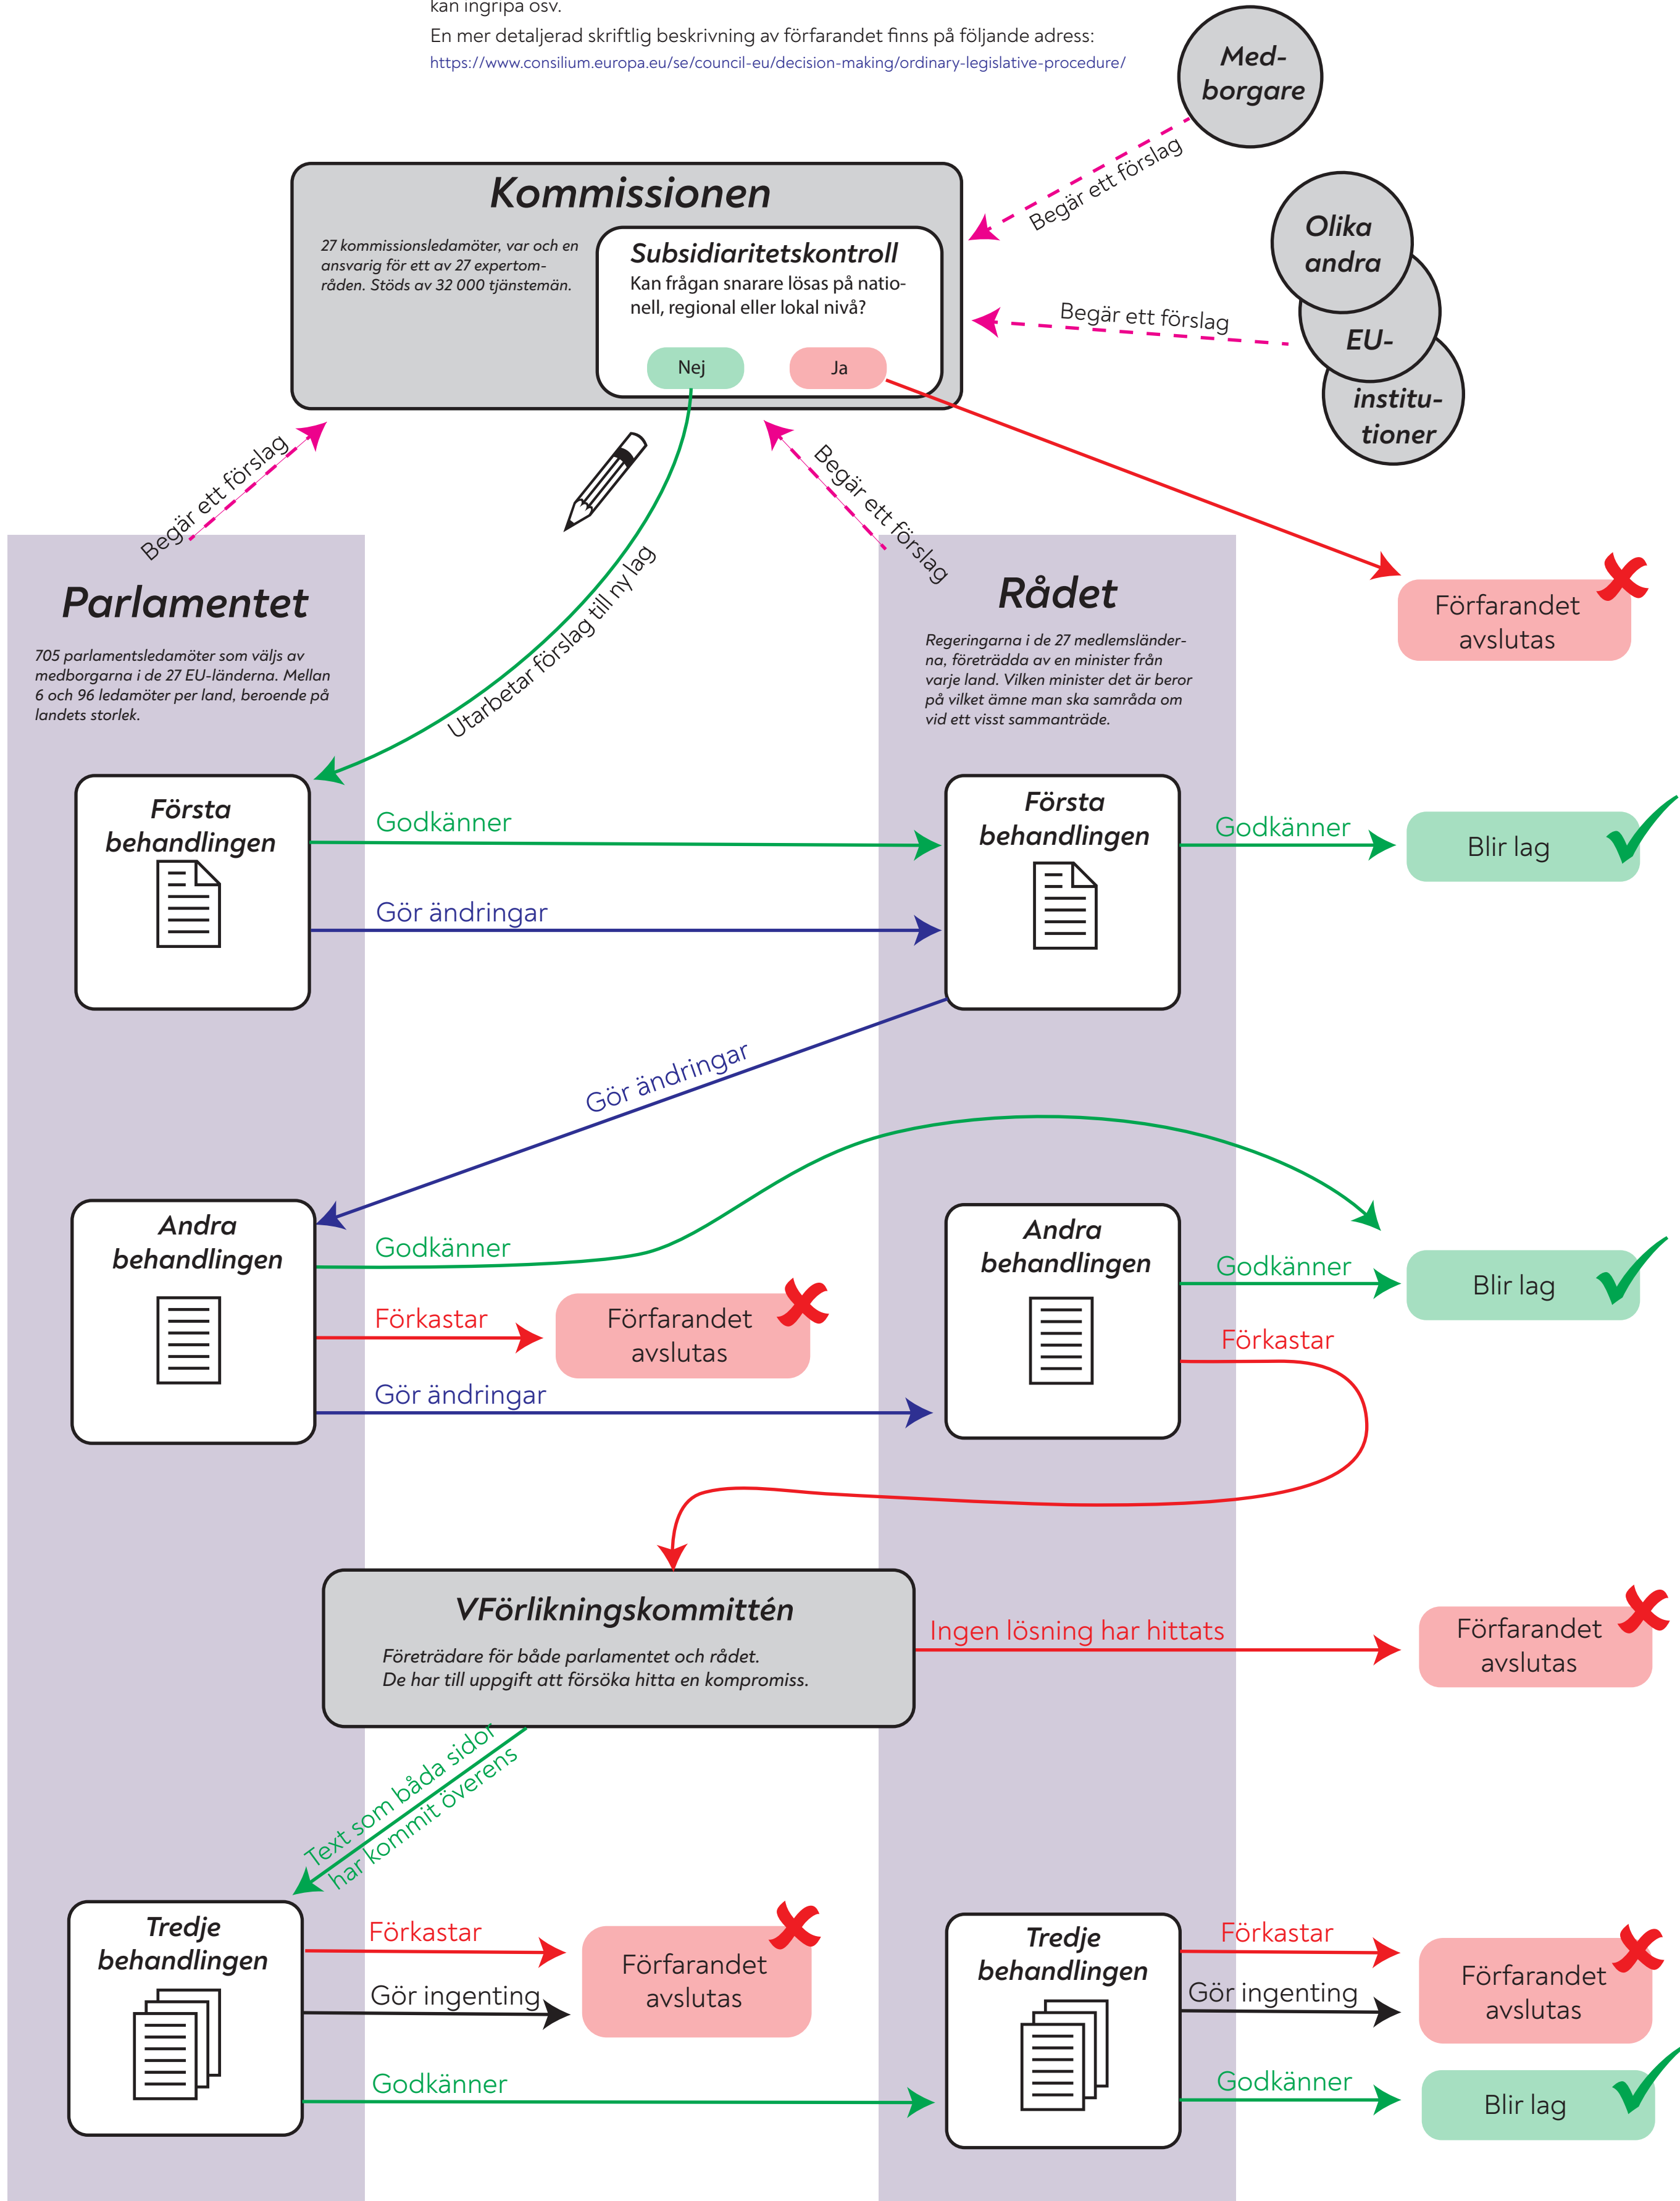 kan ingripa osv.
En mer detaljerad skriftlig beskrivning av förfarandet finns på följande adress:
https://www.consilium.europa.eu/se/council-eu/decision-making/ordinary-legislative-procedure/
Med-
borgare
Begär ett förslag
Olika
andra
EU-
institu-
tioner
Begär ett förslag
Kommissionen
27 kommissionsledamöter, var och en
ansvarig för ett av 27 expertom-
råden. Stöds av 32 000 tjänstemän.
Subsidiaritetskontroll
Kan frågan snarare lösas på natio-
nell, regional eller lokal nivå?
Nej
Ja
Begär ett förslag
Begär ett förslag
Utarbetar förslag till ny lag
Förfarandet
avslutas
Parlamentet
705 parlamentsledamöter som väljs av
medborgarna i de 27 EU-länderna. Mellan
6 och 96 ledamöter per land, beroende på
landets storlek.
Rådet
Regeringarna i de 27 medlemsländer-
na, företrädda av en minister från
varje land. Vilken minister det är beror
på vilket ämne man ska samråda om
vid ett visst sammanträde.
Första
behandlingen
Godkänner
Gör ändringar
Första
behandlingen
Godkänner
Blir lag
Gör ändringar
Andra
behandlingen
Godkänner
Förkastar
Förfarandet
avslutas
Gör ändringar
Andra
behandlingen
Godkänner
Blir lag
Förkastar
VFörlikningskommittén
Företrädare för både parlamentet och rådet.
De har till uppgift att försöka hitta en kompromiss.
Ingen lösning har hittats
Förfarandet
avslutas
Text som båda sidor
har kommit överens
Tredje
behandlingen
Förkastar
Gör ingenting
Förfarandet
avslutas
Godkänner
Tredje
behandlingen
Förkastar
Gör ingenting
Förfarandet
avslutas
Godkänner
Blir lag